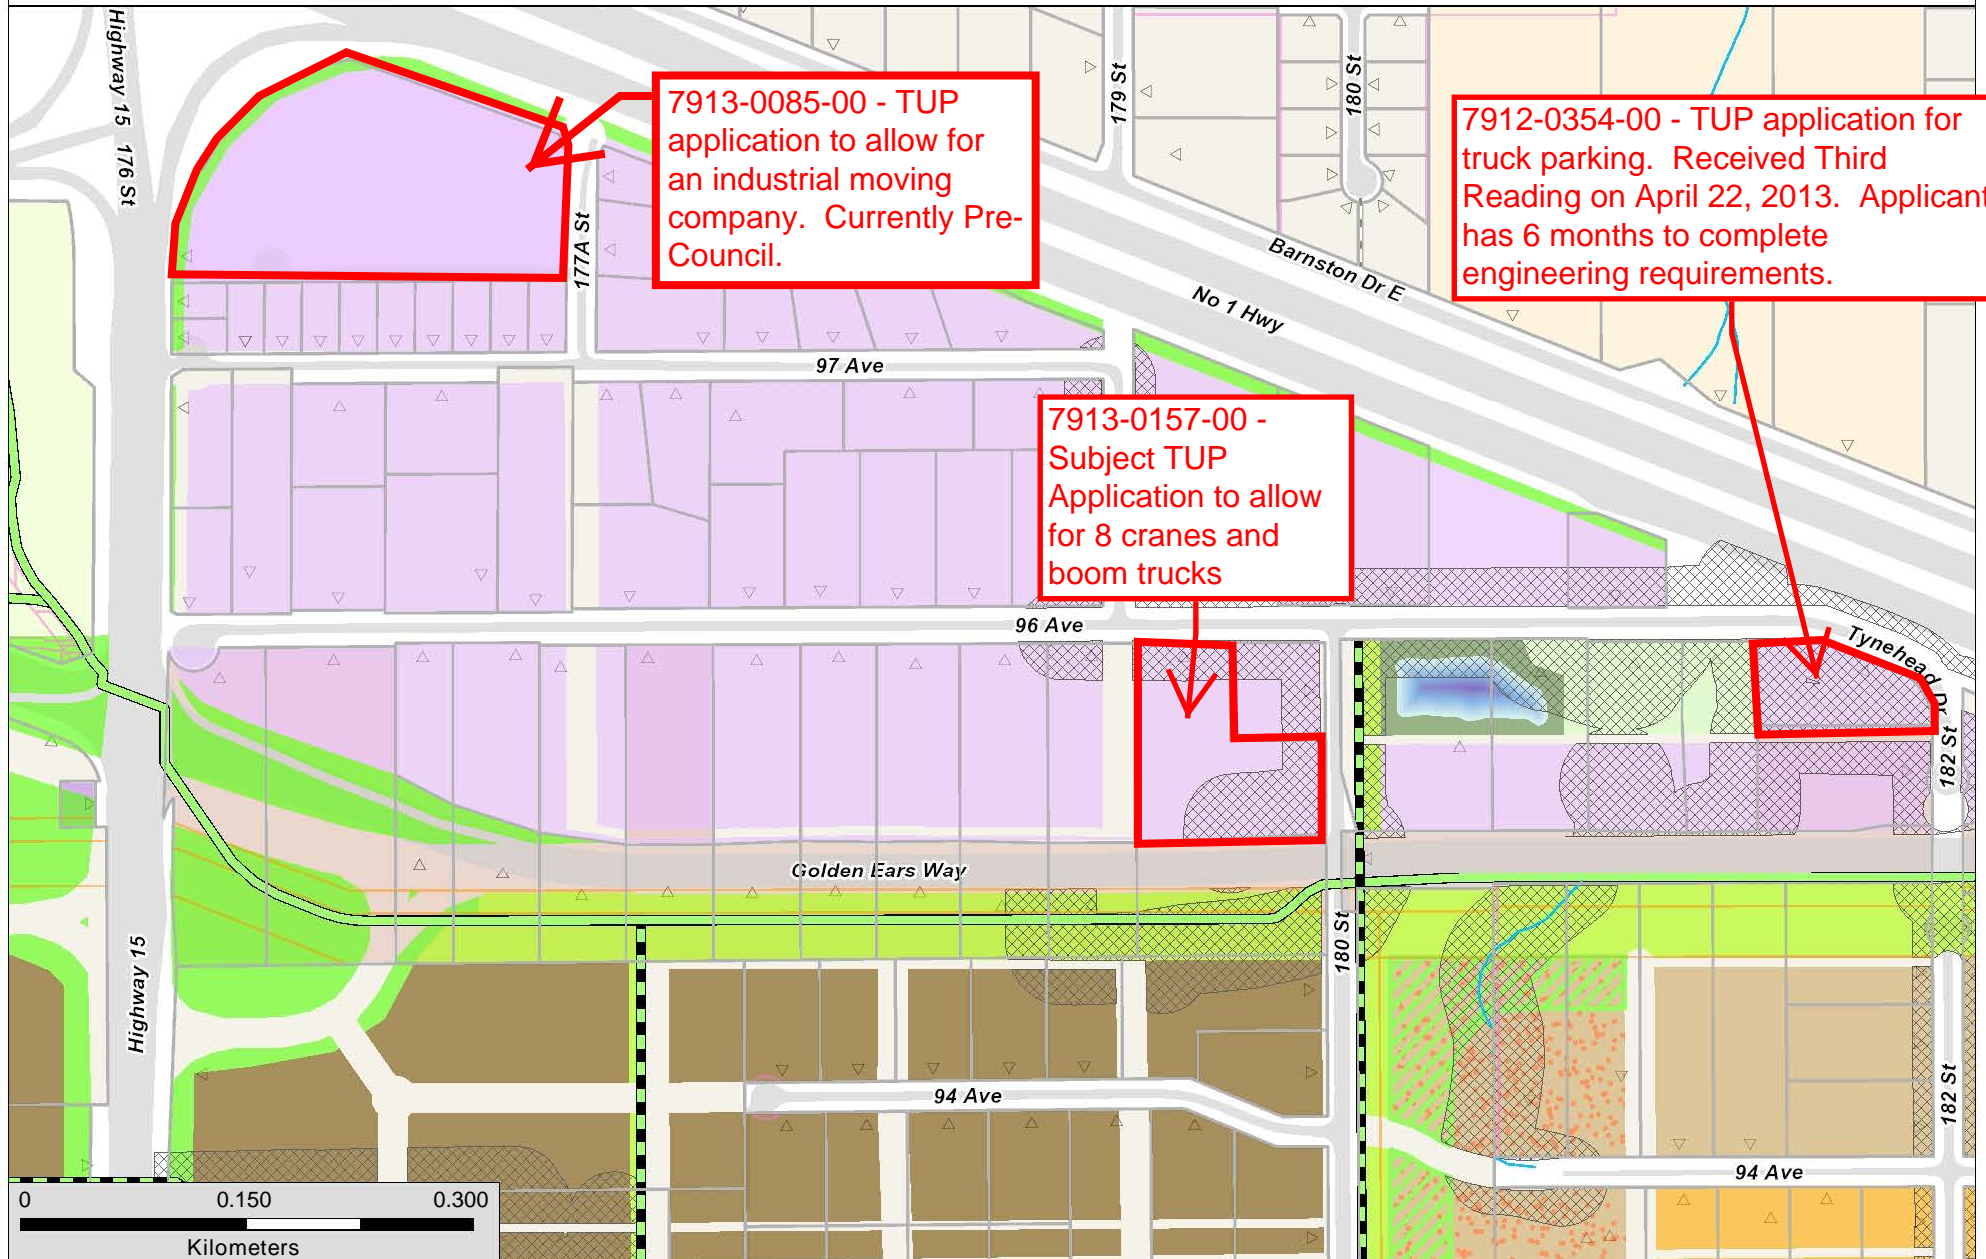 Highway 15
176 St
7913-0085-00 - TUP
application to allow for
an industrial moving
company.  Currently Pre-
Council.
177A St
179 St
180 St
7912-0354-00 - TUP application for
truck parking.  Received Third
Reading on April 22, 2013.  Applicant
has 6 months to complete
engineering requirements.
Barnston Dr E
No 1 Hwy
97 Ave
7913-0157-00 -
Subject TUP
Application to allow
for 8 cranes and
boom trucks
96 Ave
Tynehead Dr
182 St
Golden Ears Way
Highway 15
180 St
94 Ave
182 St
94 Ave
0 0.150 0.300
Kilometers